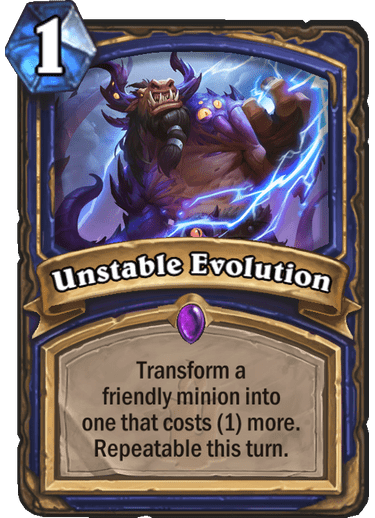 1
Unstable Evolution
Transform a
friendly minion into
one that costs (1) more.
Repeatable this turn.